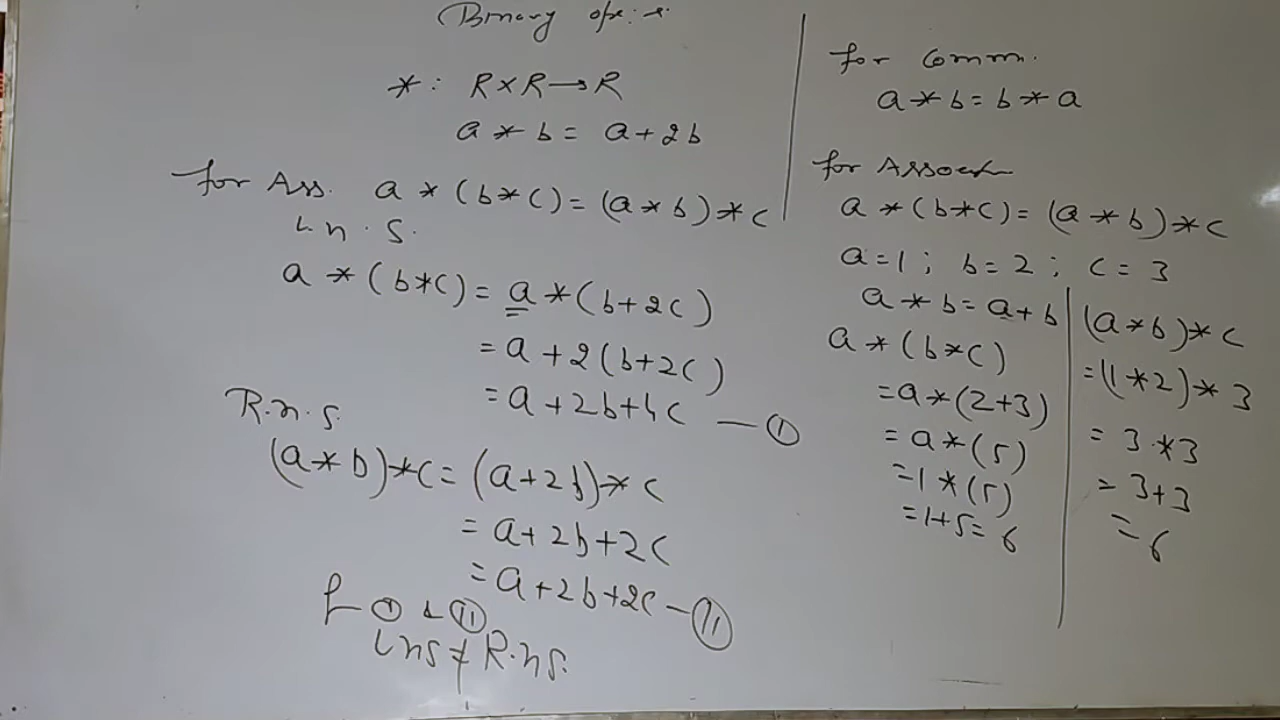 Binary
* : R×R→R
a * b = a + 2b
for Ass. a * (b * c) = (a * b) * c
L.h.S.
a * (b * c) = a * (b + 2c)
= a + 2(b + 2c)
= a + 2b + 4c — ①
R.h.S.
(a * b) * c = (a + 2b) * c
= a + 2b + 2c
= a + 2b + 2c — ⑪
① & ⑪
LhS ≠ R.hS.
for Comm.
a * b = b * a
for Assoc
a * (b * c) = (a * b) * c
a = 1 ; b = 2 ; c = 3
a * b = a + b
a * (b * c)
= a * (2 + 3)
= a * (5)
= 1 * (5)
= 1 + 5 = 6
(a * b) * c
= (1 * 2) * 3
= 3 * 3
= 3 + 3
= 6